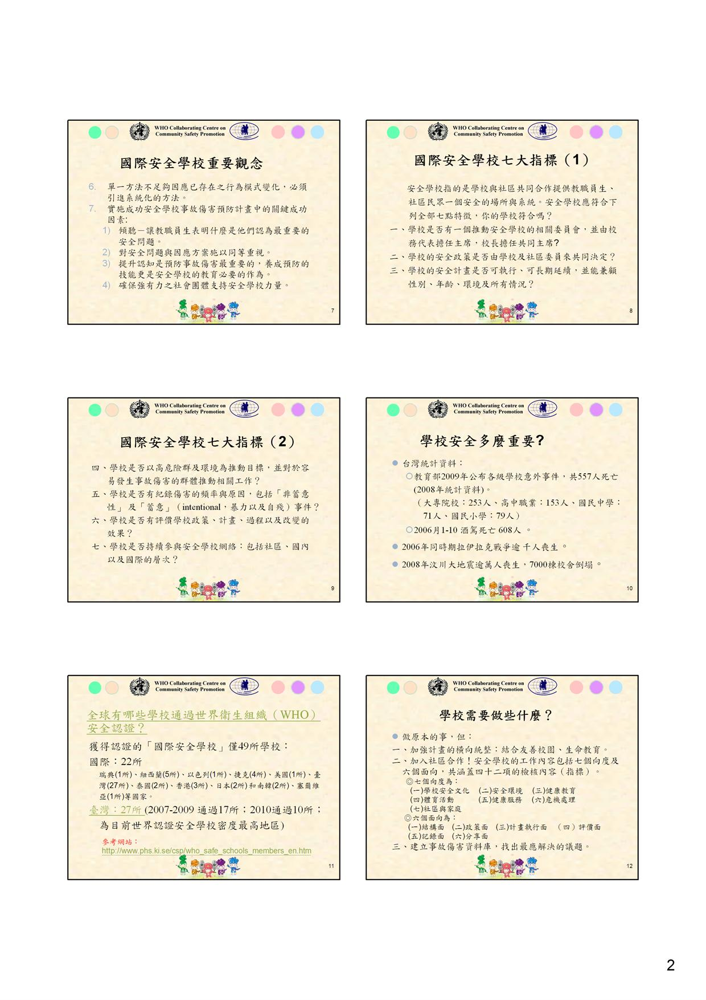 WHO Collaborating Centre on
Community Safety Promotion
國際安全學校重要觀念
6. 單一方法不足夠因應已存在之行為模式變化，必須
引進系統化的方法。
7. 實施成功安全學校事故傷害預防計畫中的關鍵成功
因素:
1) 傾聽－讓教職員生表明什麼是他們認為最重要的
安全問題。
2) 對安全問題與因應方案施以同等重視。
3) 提升認知是預防事故傷害最重要的，養成預防的
技能更是安全學校的教育必要的作為。
4) 確保強有力之社會團體支持安全學校力量。
7
WHO Collaborating Centre on
Community Safety Promotion
國際安全學校七大指標（1）
安全學校指的是學校與社區共同合作提供教職員生、
社區民眾一個安全的場所與系統。安全學校應符合下
列全部七點特徵，你的學校符合嗎？
一、學校是否有一個推動安全學校的相關委員會，並由校
務代表擔任主席，校長擔任共同主席?
二、學校的安全政策是否由學校及社區委員來共同決定？
三、學校的安全計畫是否可執行、可長期延續，並能兼顧
性別、年齡、環境及所有情況？
8
WHO Collaborating Centre on
Community Safety Promotion
國際安全學校七大指標（2）
四、學校是否以高危險群及環境為推動目標，並對於容
易發生事故傷害的群體推動相關工作？
五、學校是否有紀錄傷害的頻率與原因，包括「非蓄意
性」及「蓄意」（intentional，暴力以及自殘）事件？
六、學校是否有評價學校政策、計畫、過程以及改變的
效果？
七、學校是否持續參與安全學校網絡：包括社區、國內
以及國際的層次？
9
WHO Collaborating Centre on
Community Safety Promotion
學校安全多麼重要?
台灣統計資料：
教育部2009年公布各級學校意外事件，共557人死亡
(2008年統計資料)。
（大專院校：253人、高中職業：153人、國民中學：
71人、國民小學：79人）
2006月1-10 酒駕死亡 608人 。
2006年同時期拉伊拉克戰爭逾 千人喪生。
2008年汶川大地震逾萬人喪生，7000棟校舍倒塌。
10
WHO Collaborating Centre on
Community Safety Promotion
全球有哪些學校通過世界衛生組織（WHO）
安全認證？
獲得認證的「國際安全學校」僅49所學校：
國際：22所
瑞典(1所)、紐西蘭(5所)、以色列(1所)、捷克(4所)、美國(1所)、臺
灣(27所)、泰國(2所)、香港(3所)、日本(2所)和南韓(2所)、塞爾維
亞(1所)等國家。
臺灣：27所 (2007-2009 通過17所；2010通過10所；
為目前世界認證安全學校密度最高地區)
參考網站：
http://www.phs.ki.se/csp/who_safe_schools_members_en.htm
11
WHO Collaborating Centre on
Community Safety Promotion
學校需要做些什麼？
做原本的事，但：
一、加強計畫的橫向統整：結合友善校園、生命教育。
二、加入社區合作！安全學校的工作內容包括七個向度及
六個面向，共涵蓋四十二項的檢核內容（指標）。
◎七個向度為：
(一)學校安全文化 (二)安全環境 (三)健康教育
(四)體育活動 (五)健康服務 (六)危機處理
(七)社區與家庭
◎六個面向為：
(一)結構面 (二)政策面 (三)計畫執行面 （四）評價面
(五)記錄面 (六)分享面
三、建立事故傷害資料庫，找出最應解決的議題。
12
2